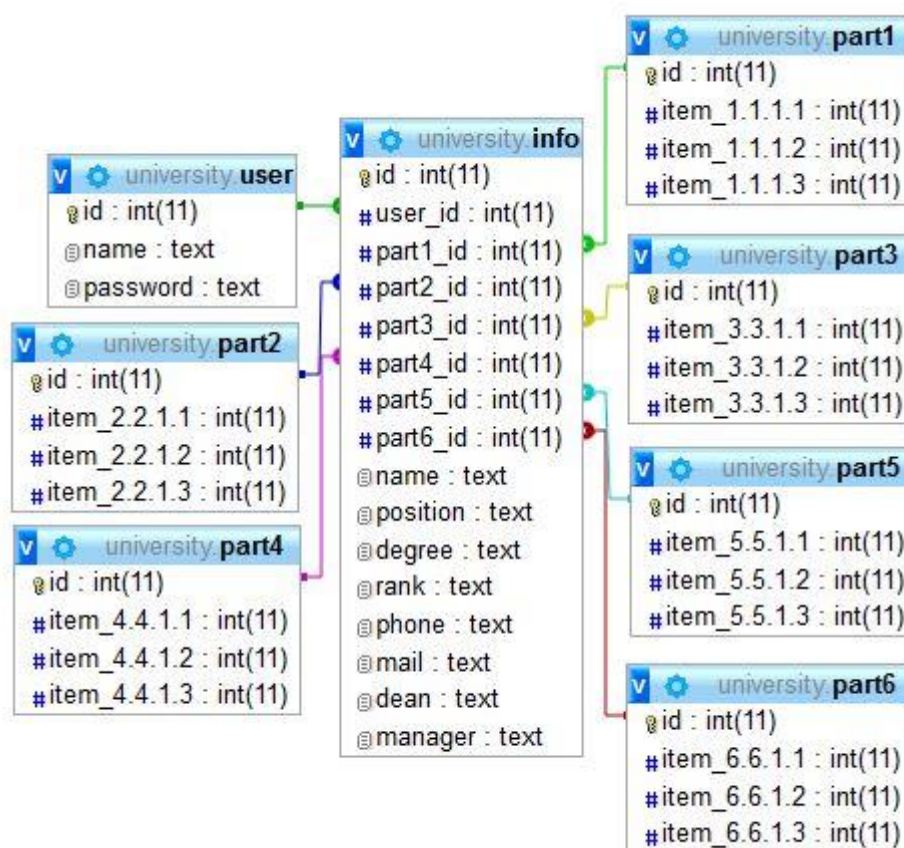 university.user
id : int(11)
name : text
password : text
university.part2
id : int(11)
item_2.2.1.1 : int(11)
item_2.2.1.2 : int(11)
item_2.2.1.3 : int(11)
university.part4
id : int(11)
item_4.4.1.1 : int(11)
item_4.4.1.2 : int(11)
item_4.4.1.3 : int(11)
university.info
id : int(11)
user_id : int(11)
part1_id : int(11)
part2_id : int(11)
part3_id : int(11)
part4_id : int(11)
part5_id : int(11)
part6_id : int(11)
name : text
position : text
degree : text
rank : text
phone : text
mail : text
dean : text
manager : text
university.part1
id : int(11)
item_1.1.1.1 : int(11)
item_1.1.1.2 : int(11)
item_1.1.1.3 : int(11)
university.part3
id : int(11)
item_3.3.1.1 : int(11)
item_3.3.1.2 : int(11)
item_3.3.1.3 : int(11)
university.part5
id : int(11)
item_5.5.1.1 : int(11)
item_5.5.1.2 : int(11)
item_5.5.1.3 : int(11)
university.part6
id : int(11)
item_6.6.1.1 : int(11)
item_6.6.1.2 : int(11)
item_6.6.1.3 : int(11)